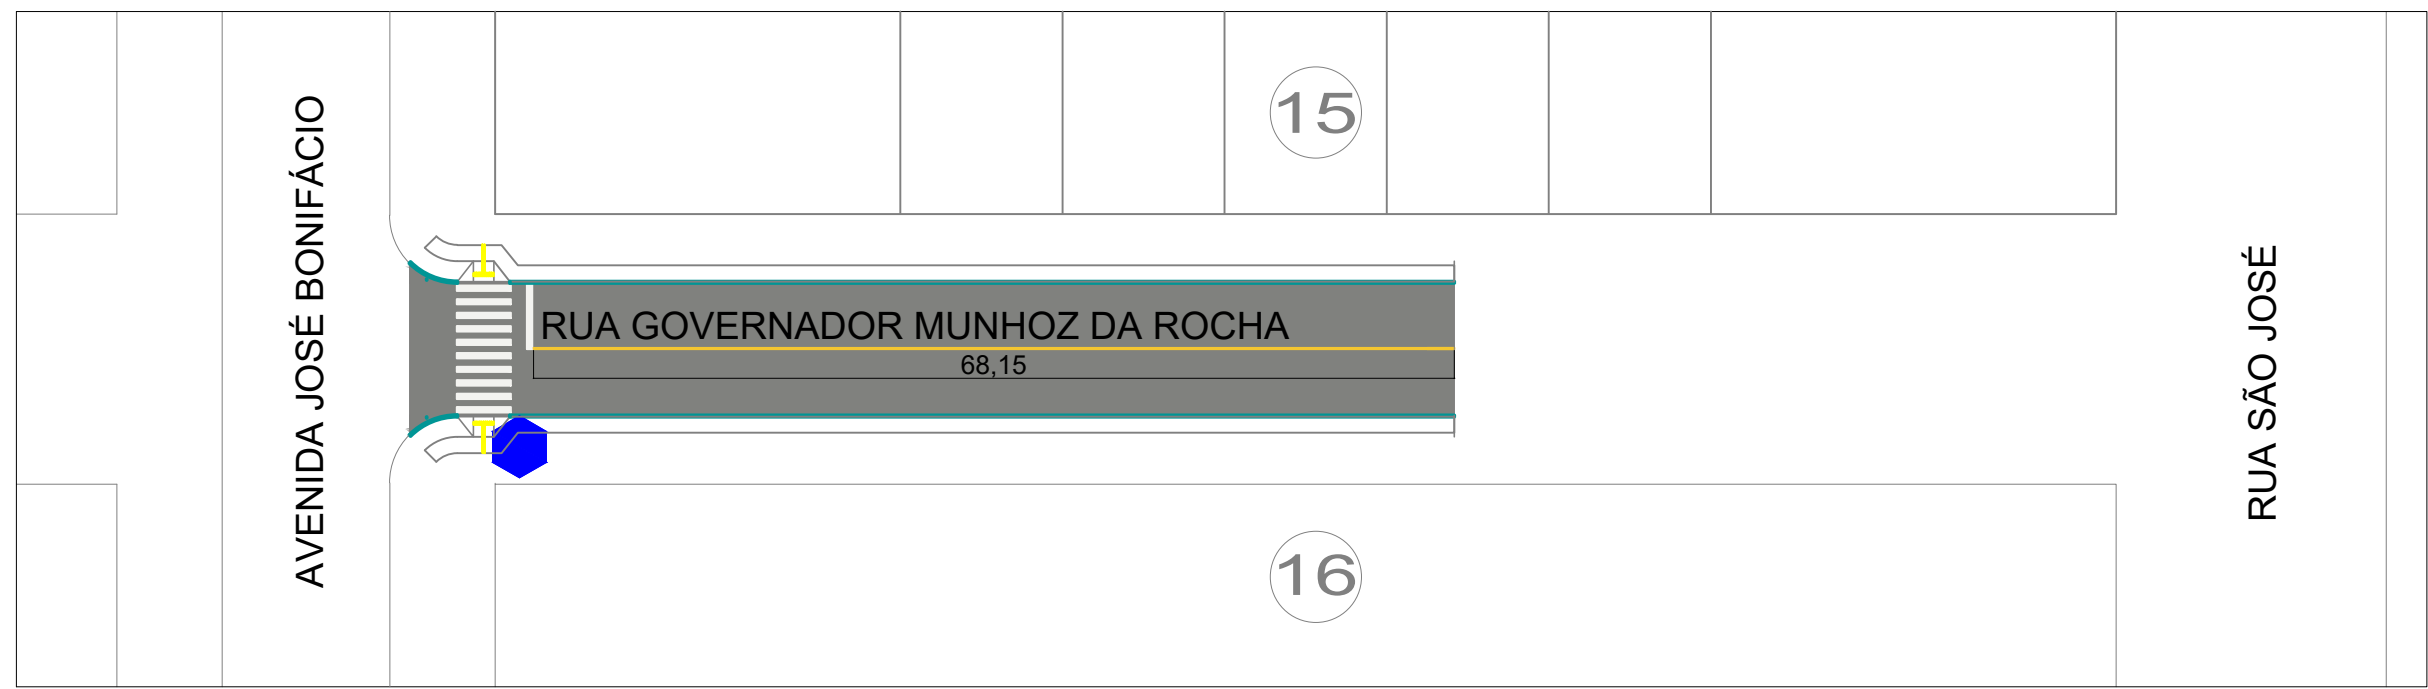 AVENIDA JOSÉ BONIFÁCIO
15
RUA GOVERNADOR MUNHOZ DA ROCHA
68,15
16
RUA SÃO JOSÉ